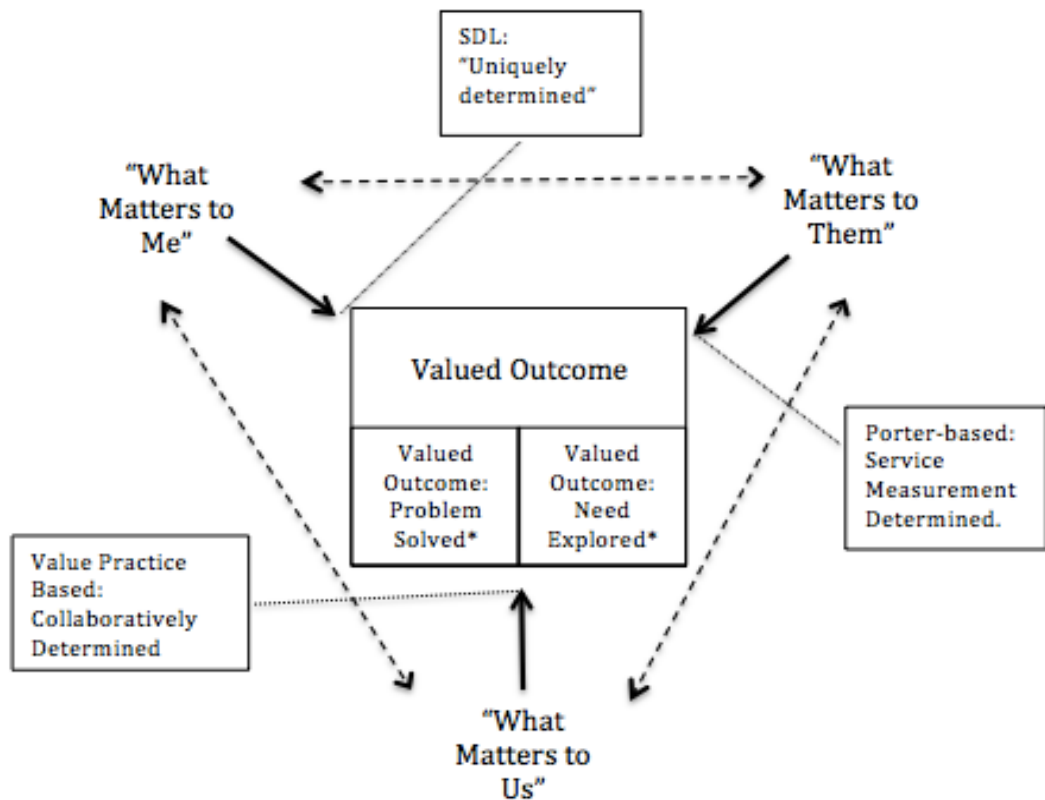 SDL:
“Uniquely
determined”
“What
Matters to
Me”
“What
Matters to
Them”
Valued Outcome
Valued
Outcome:
Problem
Solved*
Valued
Outcome:
Need
Explored*
Porter-based:
Service
Measurement
Determined.
Value Practice
Based:
Collaboratively
Determined
“What
Matters to
Us”